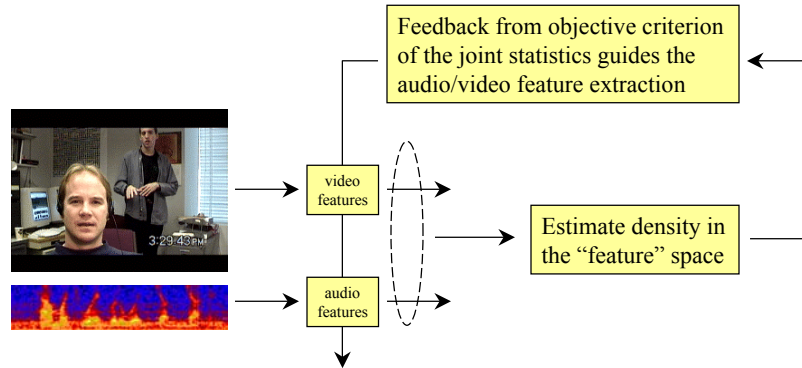 Feedback from objective criterion
of the joint statistics guides the
audio/video feature extraction
video
features
3:29:43 PM
Estimate density in
the “feature” space
audio
features